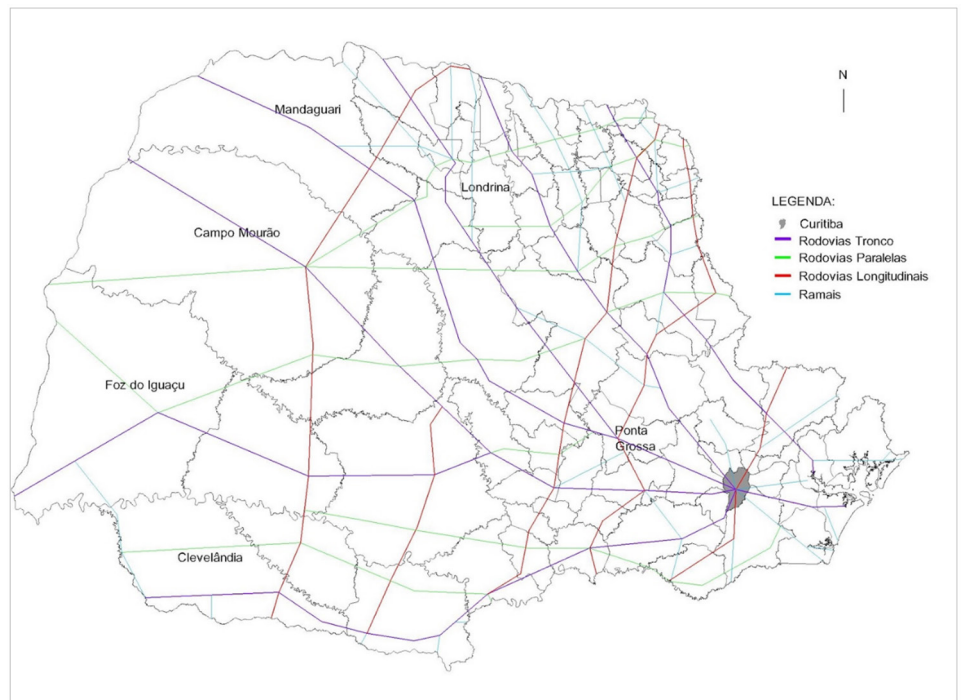 N
Mandaguari
Londrina
LEGENDA:
Curitiba
Rodovias Tronco
Rodovias Paralelas
Rodovias Longitudinais
Ramais
Campo Mourão
Foz do Iguaçu
Ponta
Grossa
Clevelândia